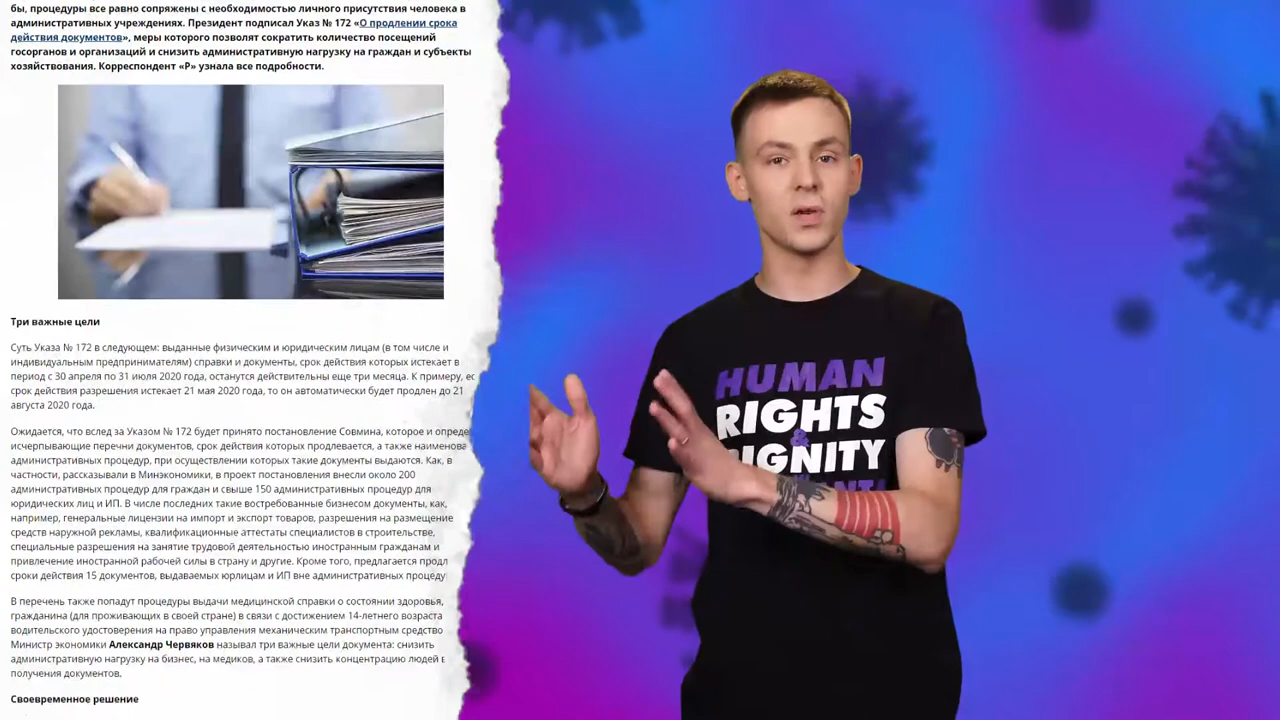 бы, процедуры все равно сопряжены с необходимостью личного присутствия человека в
административных учреждениях. Президент подписал Указ № 172 «О продлении срока
действия документов», меры которого позволят сократить количество посещений
госорганов и организаций и снизить административную нагрузку на граждан и субъекты
хозяйствования. Корреспондент «Р» узнала все подробности.
Три важные цели
Суть Указа № 172 в следующем: выданные физическим и юридическим лицам (в том числе и
индивидуальным предпринимателям) справки и документы, срок действия которых истекает в
период с 30 апреля по 31 июля 2020 года, останутся действительны еще три месяца. К примеру, ес
срок действия разрешения истекает 21 мая 2020 года, то он автоматически будет продлен до 21
августа 2020 года.
Ожидается, что вслед за Указом № 172 будет принято постановление Совмина, которое и опреде
исчерпывающие перечни документов, срок действия которых продлевается, а также наименова
административных процедур, при осуществлении которых такие документы выдаются. Как, в
частности, рассказывали в Минэкономики, в проект постановления внесли около 200
административных процедур для граждан и свыше 150 административных процедур для
юридических лиц и ИП. В числе последних такие востребованные бизнесом документы, как,
например, генеральные лицензии на импорт и экспорт товаров, разрешения на размещение
средств наружной рекламы, квалификационные аттестаты специалистов в строительстве,
специальные разрешения на занятие трудовой деятельностью иностранным гражданам и
привлечение иностранной рабочей силы в страну и другие. Кроме того, предлагается продл
сроки действия 15 документов, выдаваемых юрлицам и ИП вне административных процеду
В перечень также попадут процедуры выдачи медицинской справки о состоянии здоровья,
гражданина (для проживающих в своей стране) в связи с достижением 14-летнего возраста
водительского удостоверения на право управления механическим транспортным средство
Министр экономики Александр Червяков называл три важные цели документа: снизить
административную нагрузку на бизнес, на медиков, а также снизить концентрацию людей в
получения документов.
Своевременное решение
HUMAN
RIGHTS
&
DIGNITY